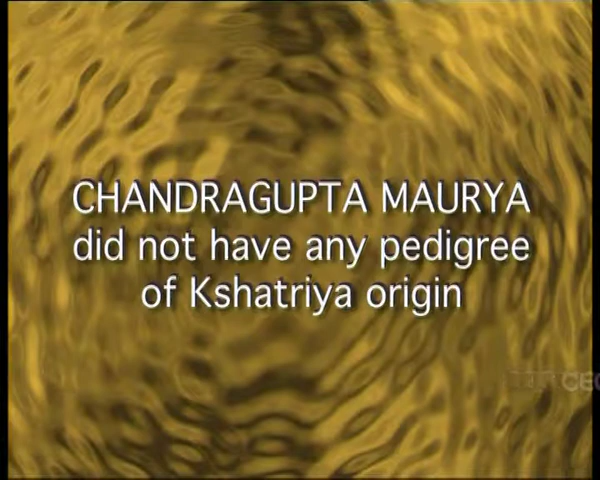 CHANDRAGUPTA MAURYA
did not have any pedigree
of Kshatriya origin